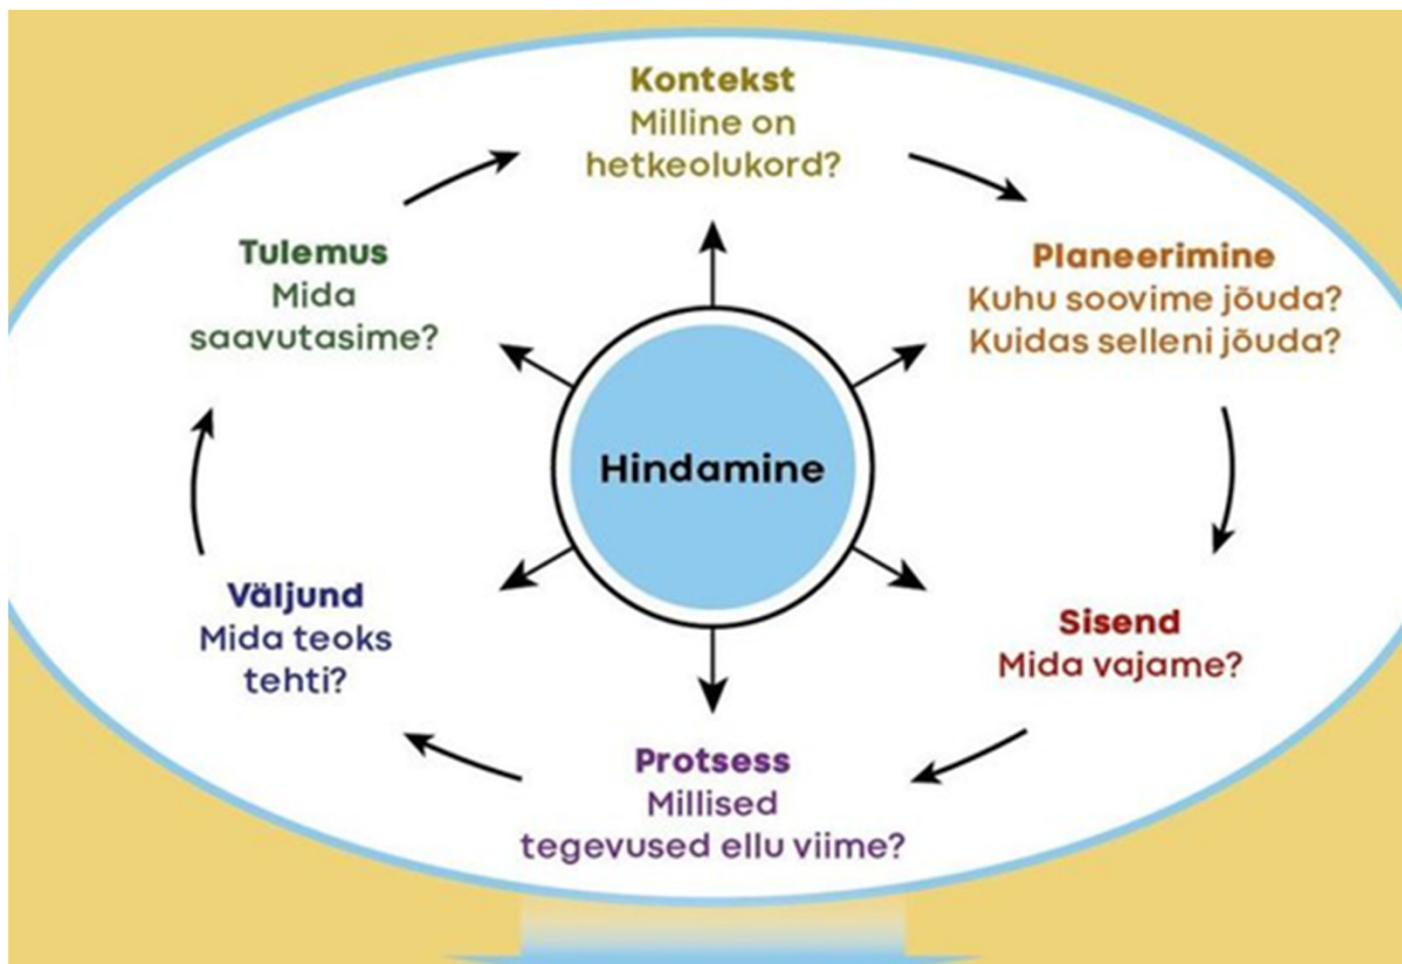 Kontekst
Milline on
hetkeolukord?
Planeerimine
Kuhu soovime jõuda?
Kuidas selleni jõuda?
Sisend
Mida vajame?
Protsess
Millised
tegevused ellu viime?
Väljund
Mida teoks
tehti?
Tulemus
Mida
saavutasime?
Hindamine